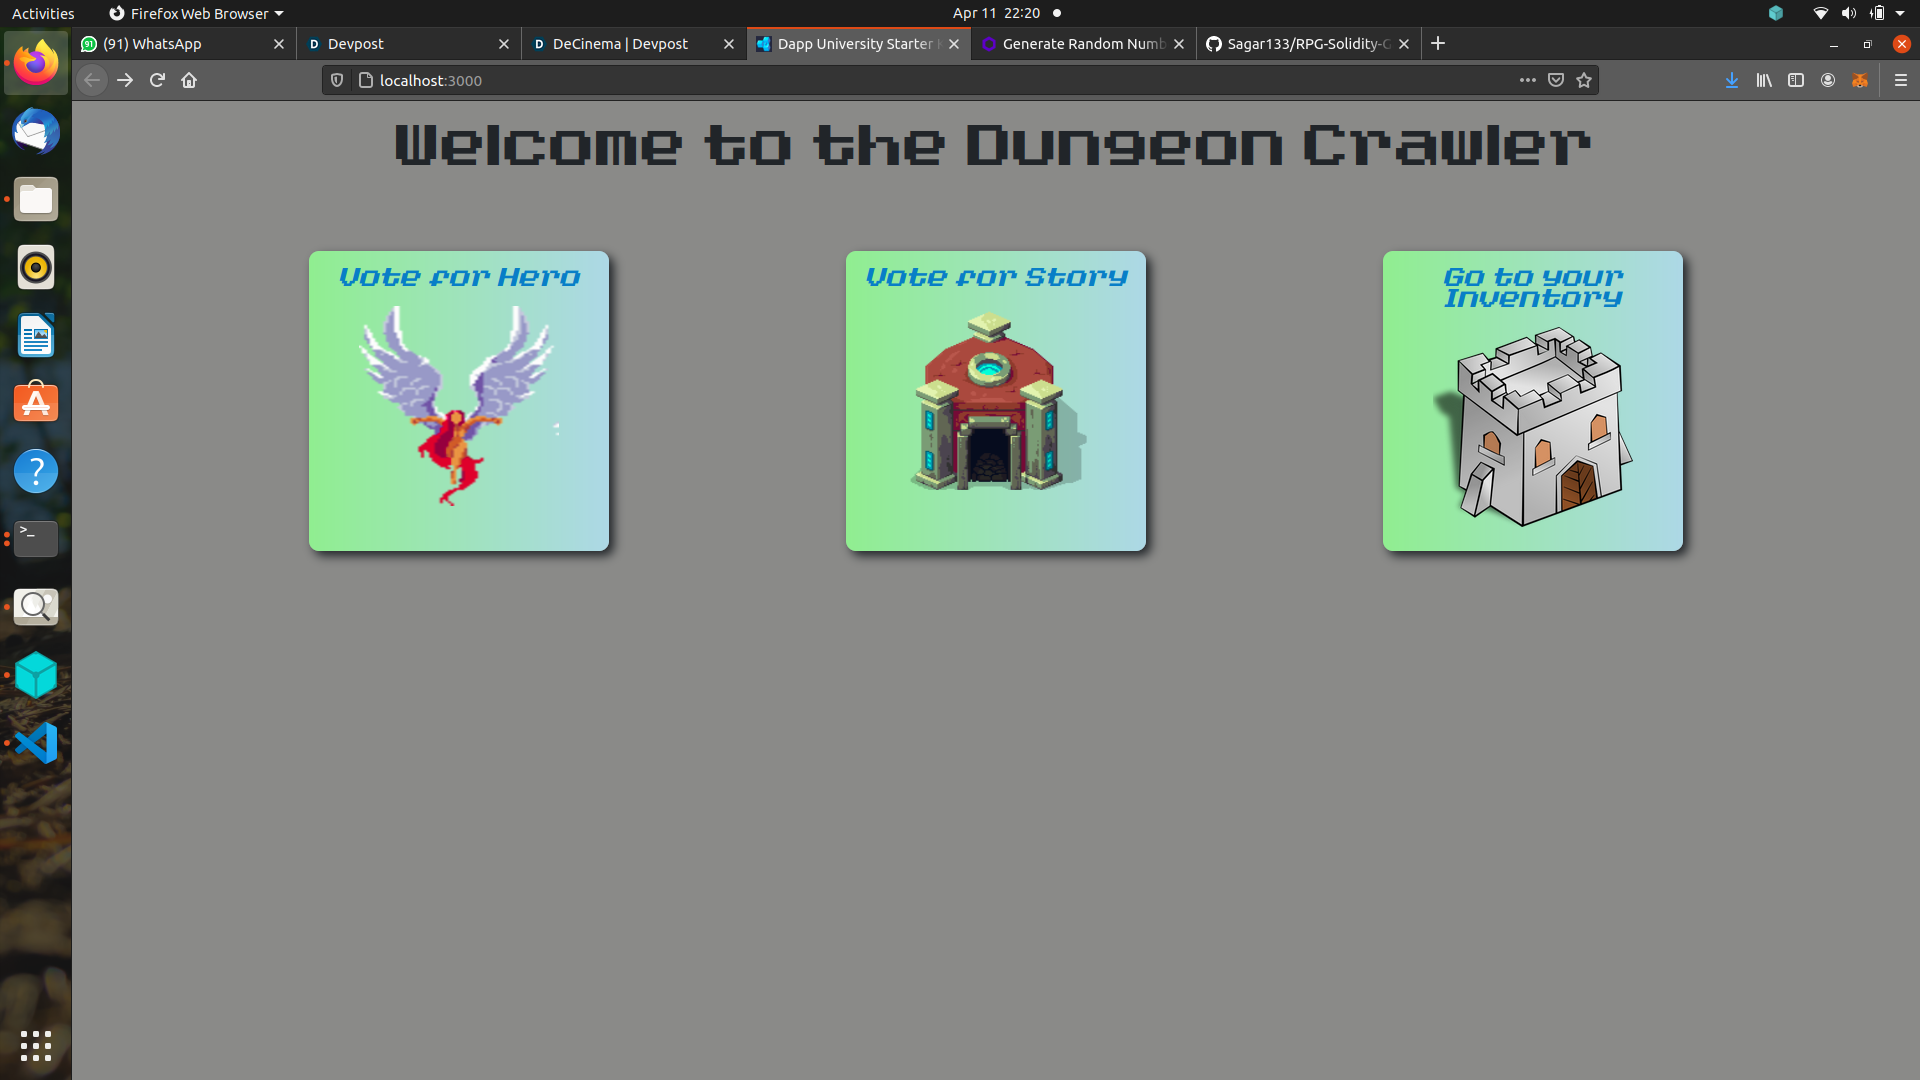 Activities
Firefox Web Browser
Apr 11 22:20
91
(91) WhatsApp
D
Devpost
D
DeCinema | Devpost
Dapp University Starter
Generate Random Numb
Sagar133/RPG-Solidity-
localhost:3000
Welcome to the Dungeon Crawler
Vote for Hero
Vote for Story
Go to your
Inventory
?
>_